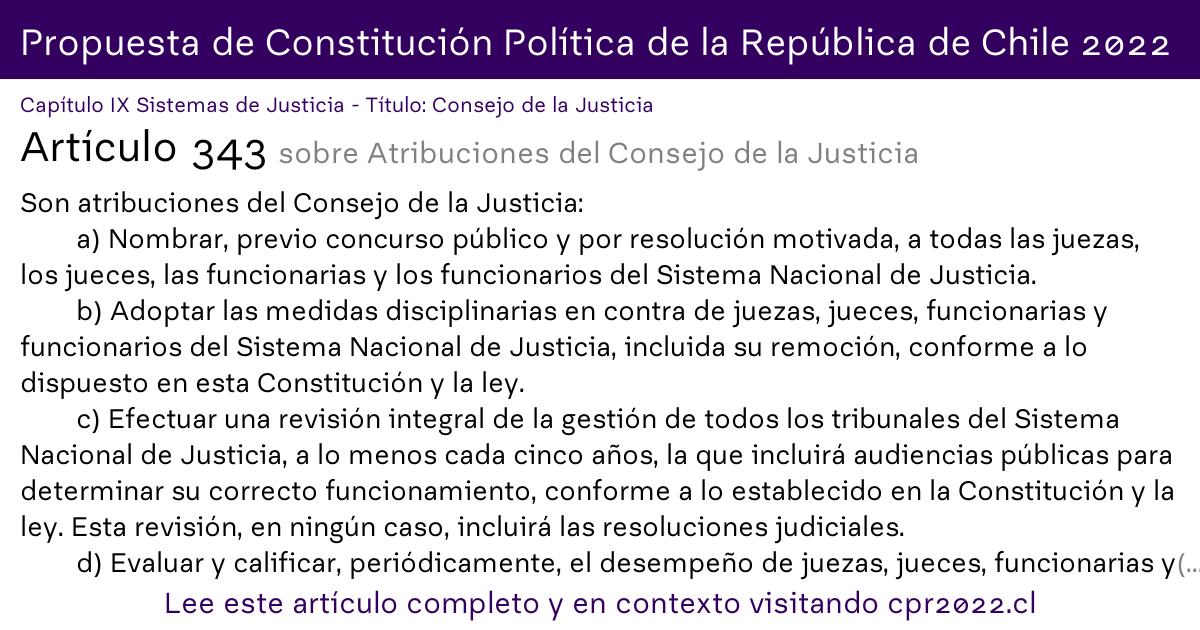 Propuesta de Constitución Política de la República de Chile 2022
Capítulo IX Sistemas de Justicia - Título: Consejo de la Justicia
Artículo 343 sobre Atribuciones del Consejo de la Justicia
Son atribuciones del Consejo de la Justicia:
a) Nombrar, previo concurso público y por resolución motivada, a todas las juezas,
los jueces, las funcionarias y los funcionarios del Sistema Nacional de Justicia.
b) Adoptar las medidas disciplinarias en contra de juezas, jueces, funcionarias y
funcionarios del Sistema Nacional de Justicia, incluida su remoción, conforme a lo
dispuesto en esta Constitución y la ley.
c) Efectuar una revisión integral de la gestión de todos los tribunales del Sistema
Nacional de Justicia, a lo menos cada cinco años, la que incluirá audiencias públicas para
determinar su correcto funcionamiento, conforme a lo establecido en la Constitución y la
ley. Esta revisión, en ningún caso, incluirá las resoluciones judiciales.
d) Evaluar y calificar, periódicamente, el desempeño de juezas, jueces, funcionarias y(...
Lee este artículo completo y en contexto visitando cpr2022.cl